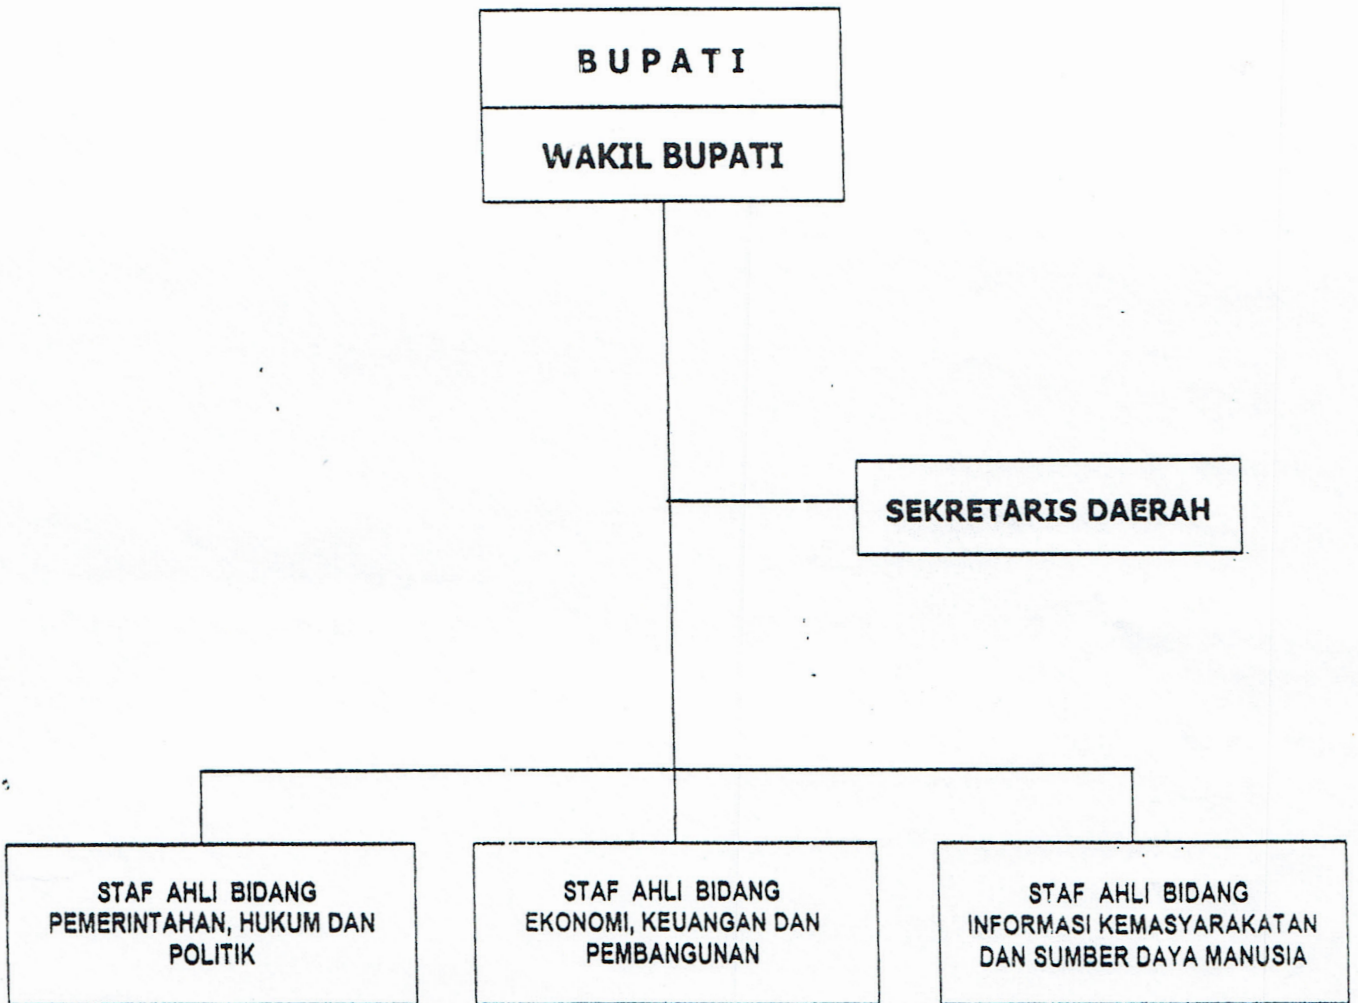 B U P A T I
WAKIL BUPATI
SEKRETARIS DAERAH
STAF AHLI BIDANG
PEMERINTAHAN, HUKUM DAN
POLITIK
STAF AHLI BIDANG
EKONOMI, KEUANGAN DAN
PEMBANGUNAN
STAF AHLI BIDANG
INFORMASI KEMASYARAKATAN
DAN SUMBER DAYA MANUSIA